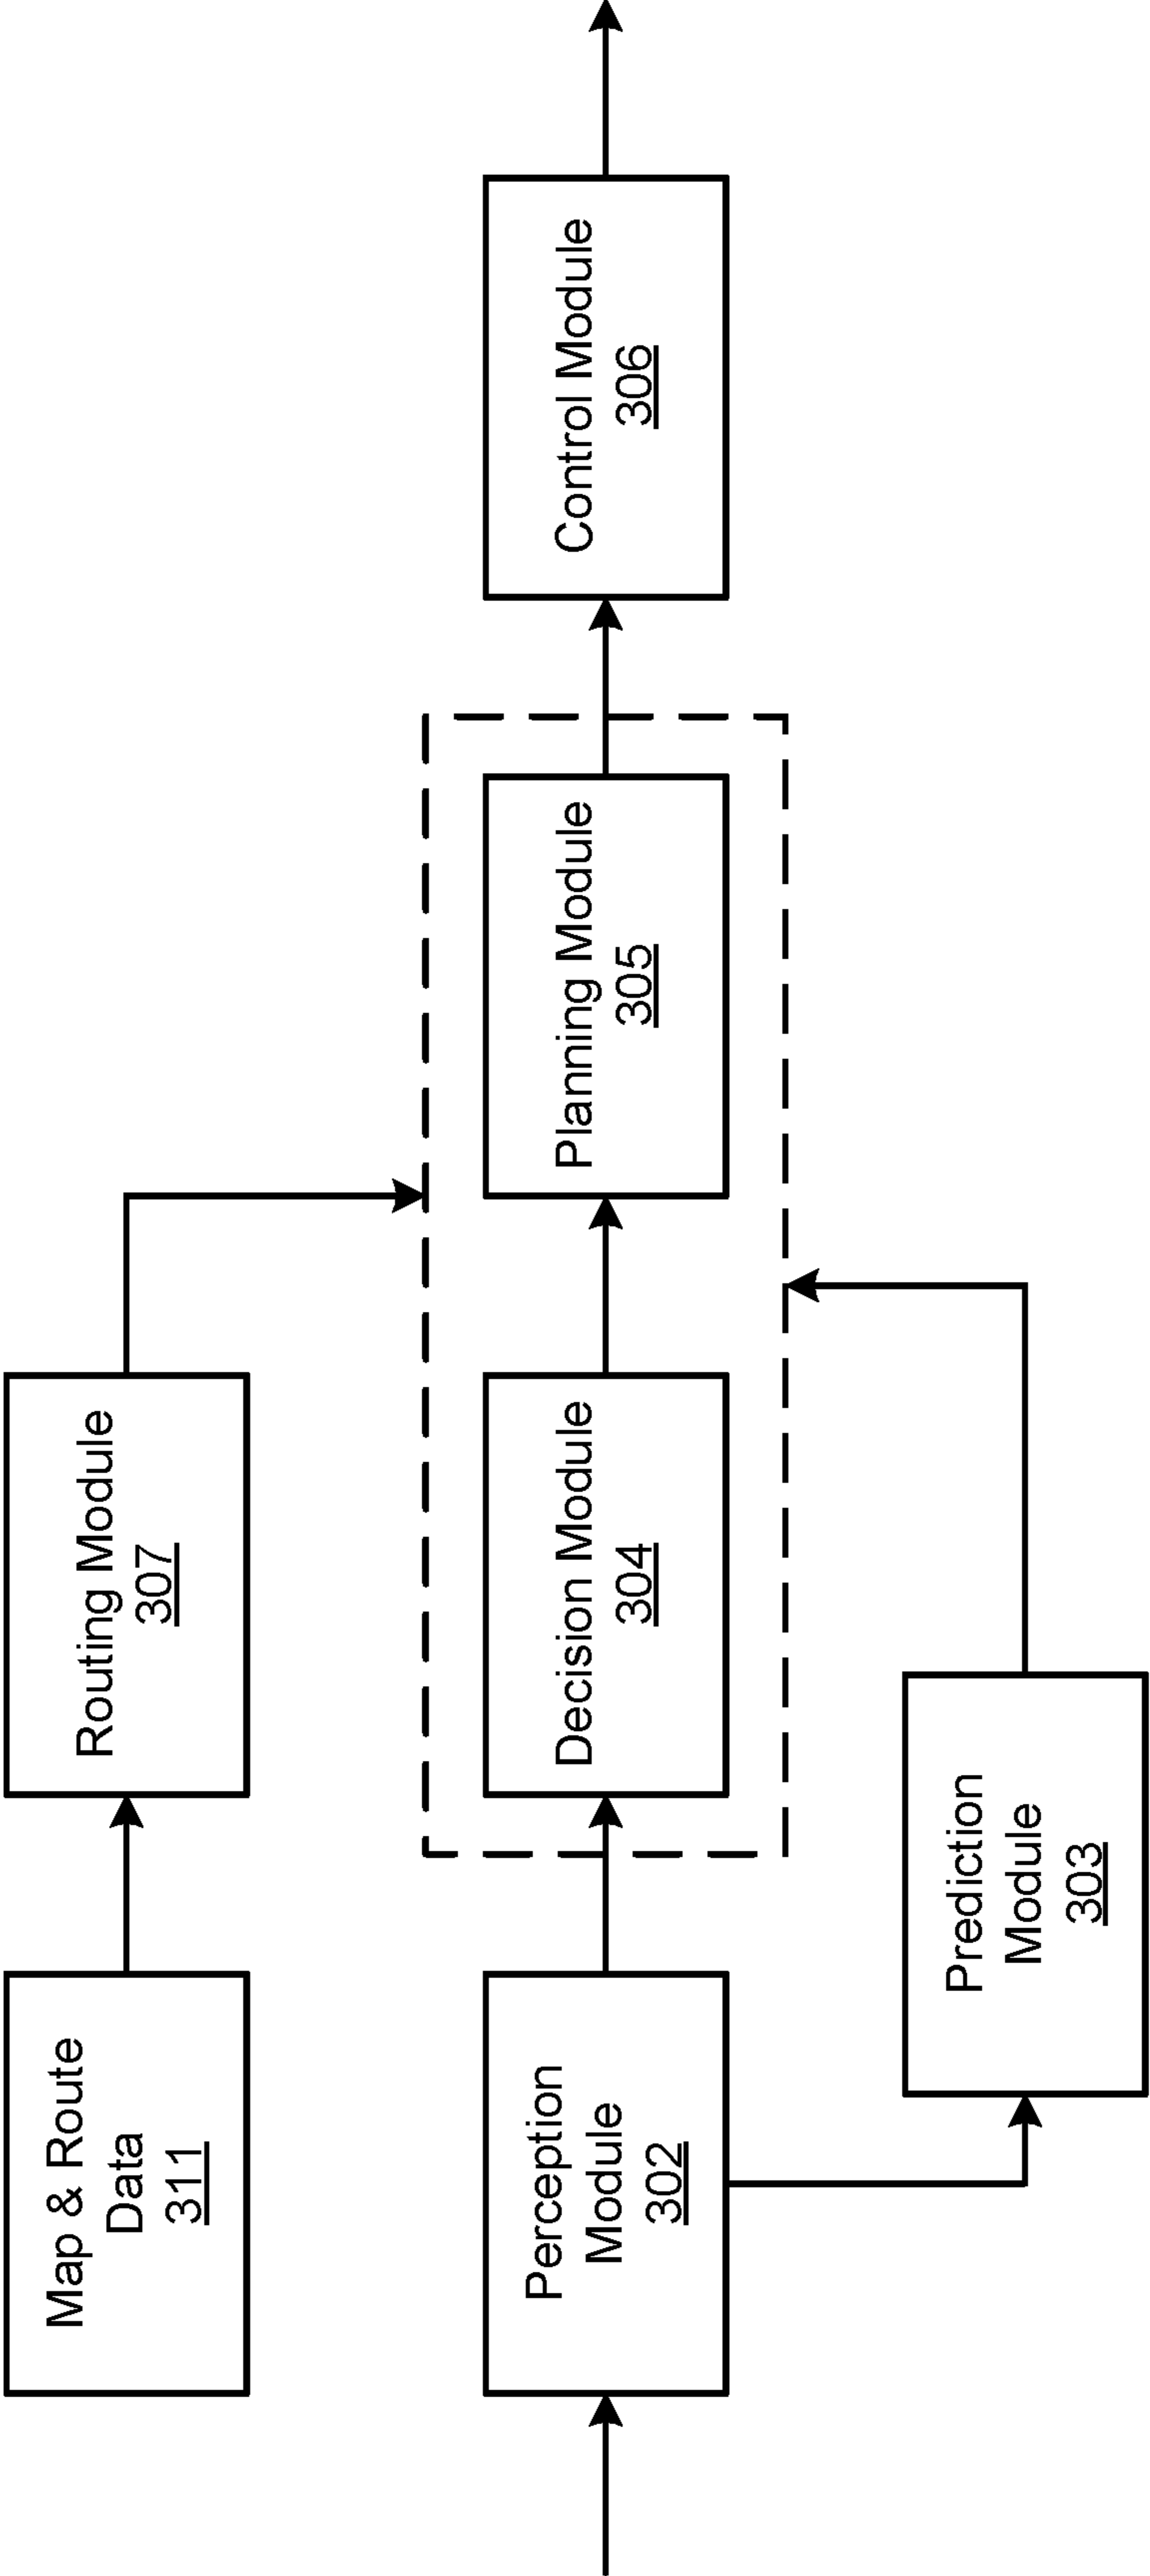 Map & Route
Data
311
Routing Module
307
Perception
Module
302
Decision Module
304
Planning Module
305
Control Module
306
Prediction
Module
303